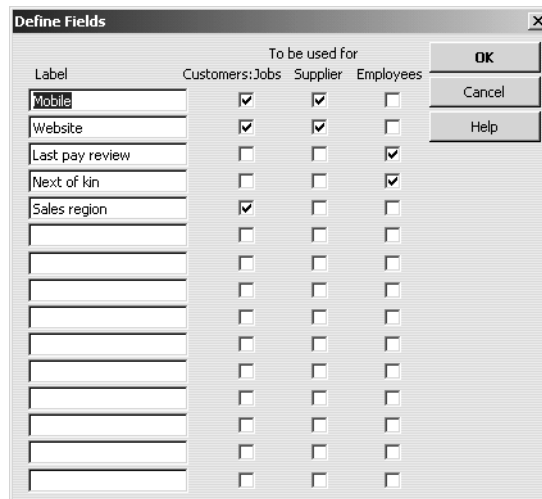 Define Fields
To be used for
OK
Label Customers:Jobs Supplier Employees
Mobile
Cancel
Website
Help
Last pay review
Next of kin
Sales region